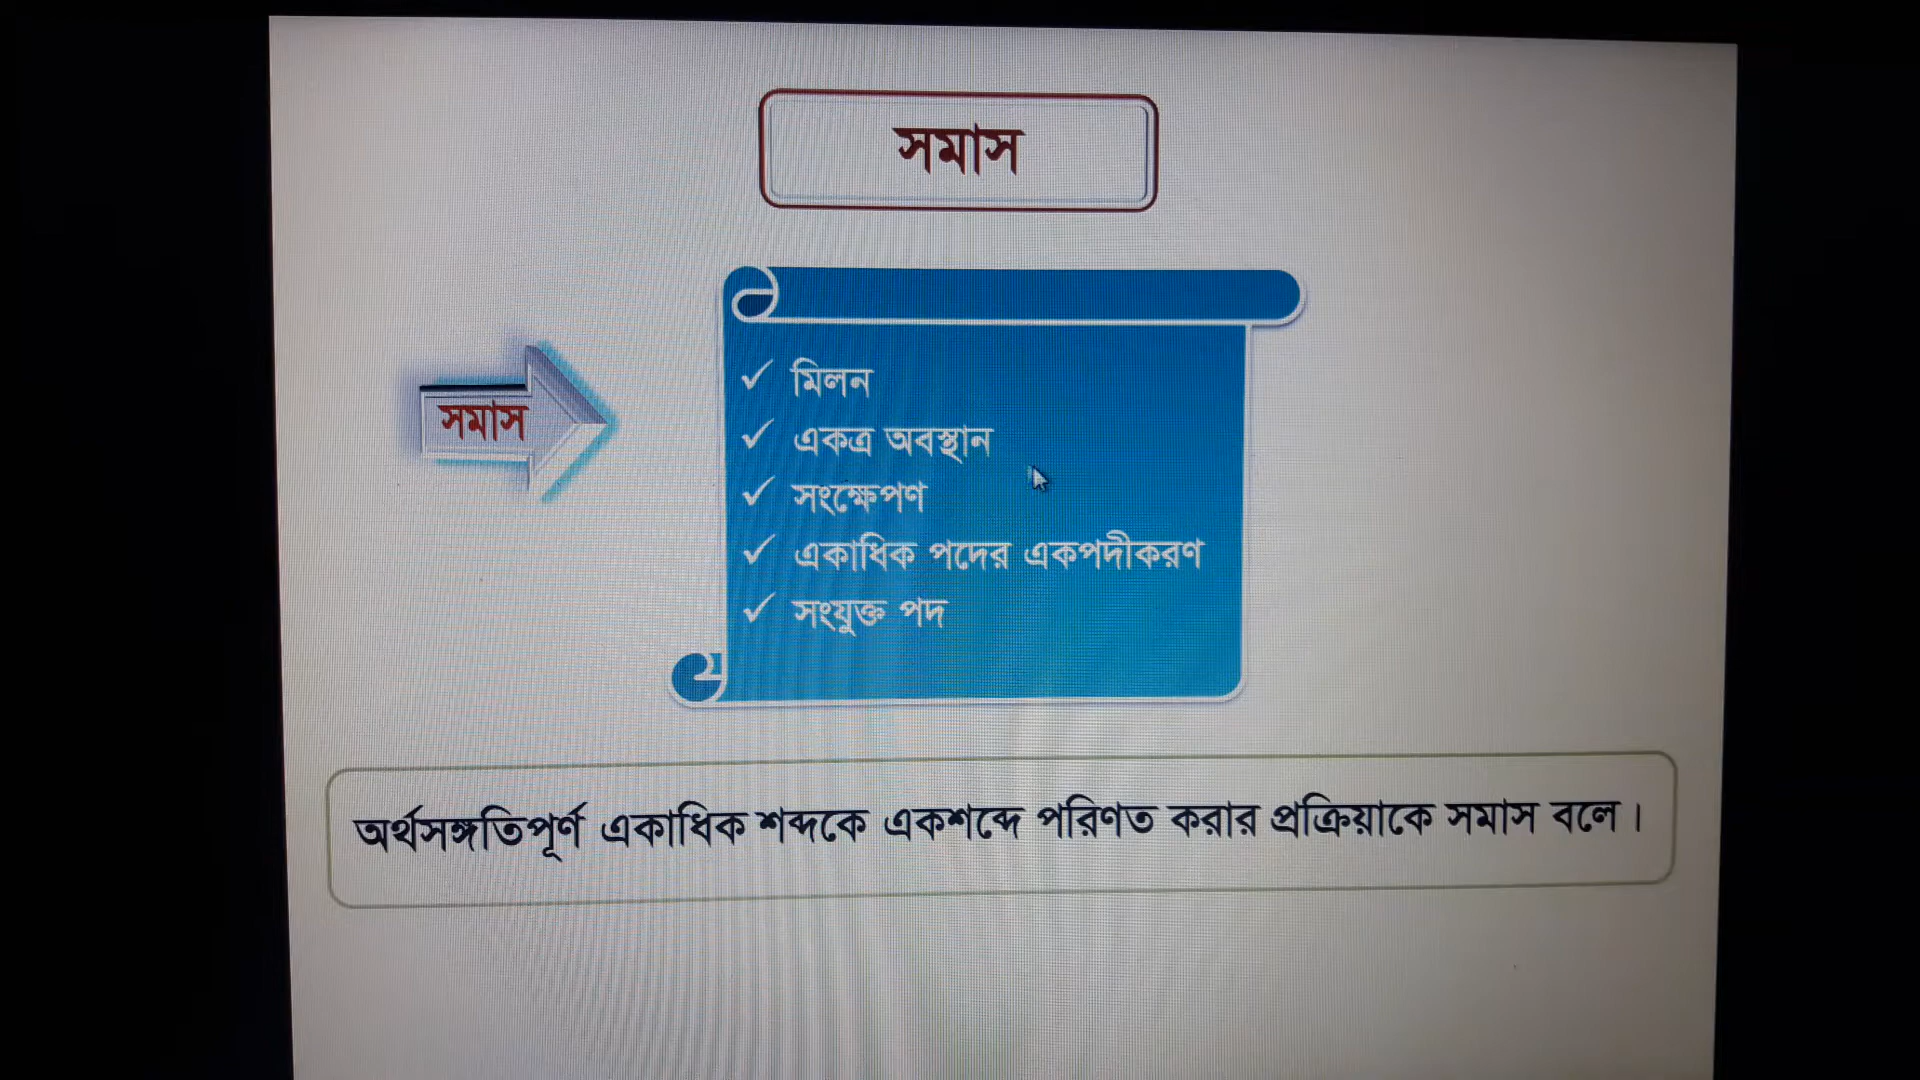 সমাস
সমাস
✓ মিলন
✓ একত্র অবস্থান
✓ সংক্ষেপণ
✓ একাধিক পদের একপদীকরণ
✓ সংযুক্ত পদ
অর্থসঙ্গতিপূর্ণ একাধিক শব্দকে একশব্দে পরিণত করার প্রক্রিয়াকে সমাস বলে।